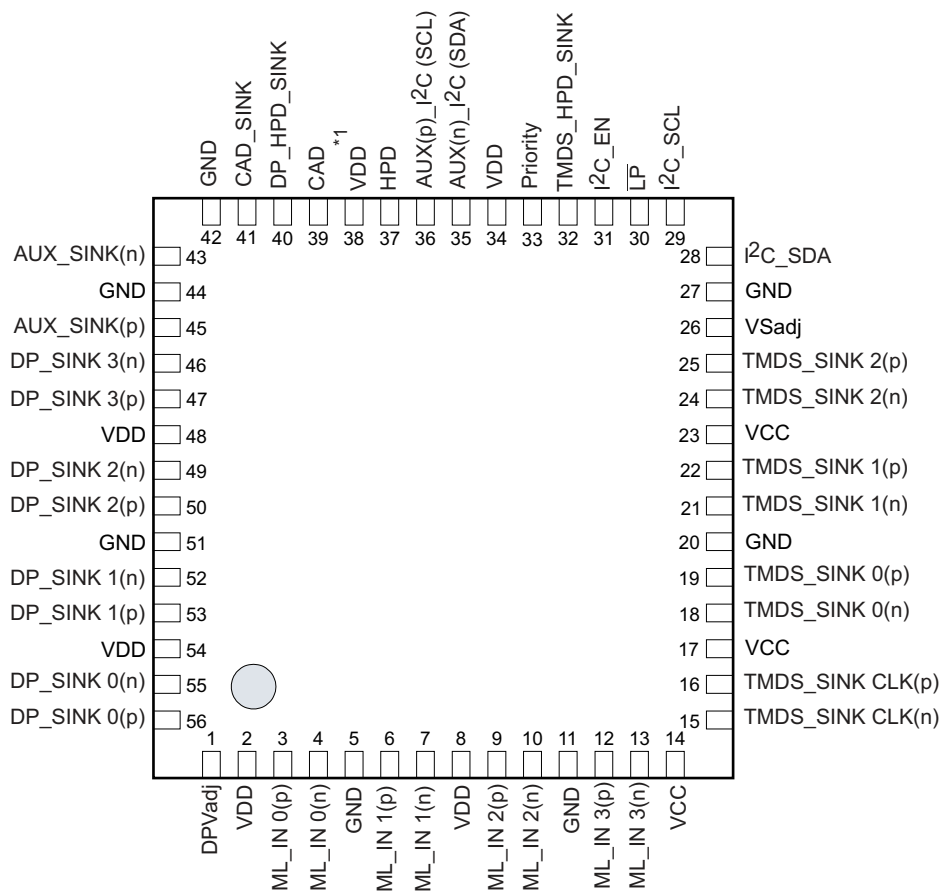 GND
CAD_SINK
DP_HPD_SINK
CAD
VDD *1
HPD
AUX(p)_I2C (SCL)
AUX(n)_I2C (SDA)
VDD
Priority
TMDS_HPD_SINK
I2C_EN
LP
I2C_SCL
42 41 40 39 38 37 36 35 34 33 32 31 30 29
AUX_SINK(n) 43
GND 44
AUX_SINK(p) 45
DP_SINK 3(n) 46
DP_SINK 3(p) 47
VDD 48
DP_SINK 2(n) 49
DP_SINK 2(p) 50
GND 51
DP_SINK 1(n) 52
DP_SINK 1(p) 53
VDD 54
DP_SINK 0(n) 55
DP_SINK 0(p) 56
28 I2C_SDA
27 GND
26 VSadj
25 TMDS_SINK 2(p)
24 TMDS_SINK 2(n)
23 VCC
22 TMDS_SINK 1(p)
21 TMDS_SINK 1(n)
20 GND
19 TMDS_SINK 0(p)
18 TMDS_SINK 0(n)
17 VCC
16 TMDS_SINK CLK(p)
15 TMDS_SINK CLK(n)
1 2 3 4 5 6 7 8 9 10 11 12 13 14
DPVadj
VDD
ML_IN 0(p)
ML_IN 0(n)
GND
ML_IN 1(p)
ML_IN 1(n)
VDD
ML_IN 2(p)
ML_IN 2(n)
GND
ML_IN 3(p)
ML_IN 3(n)
VCC